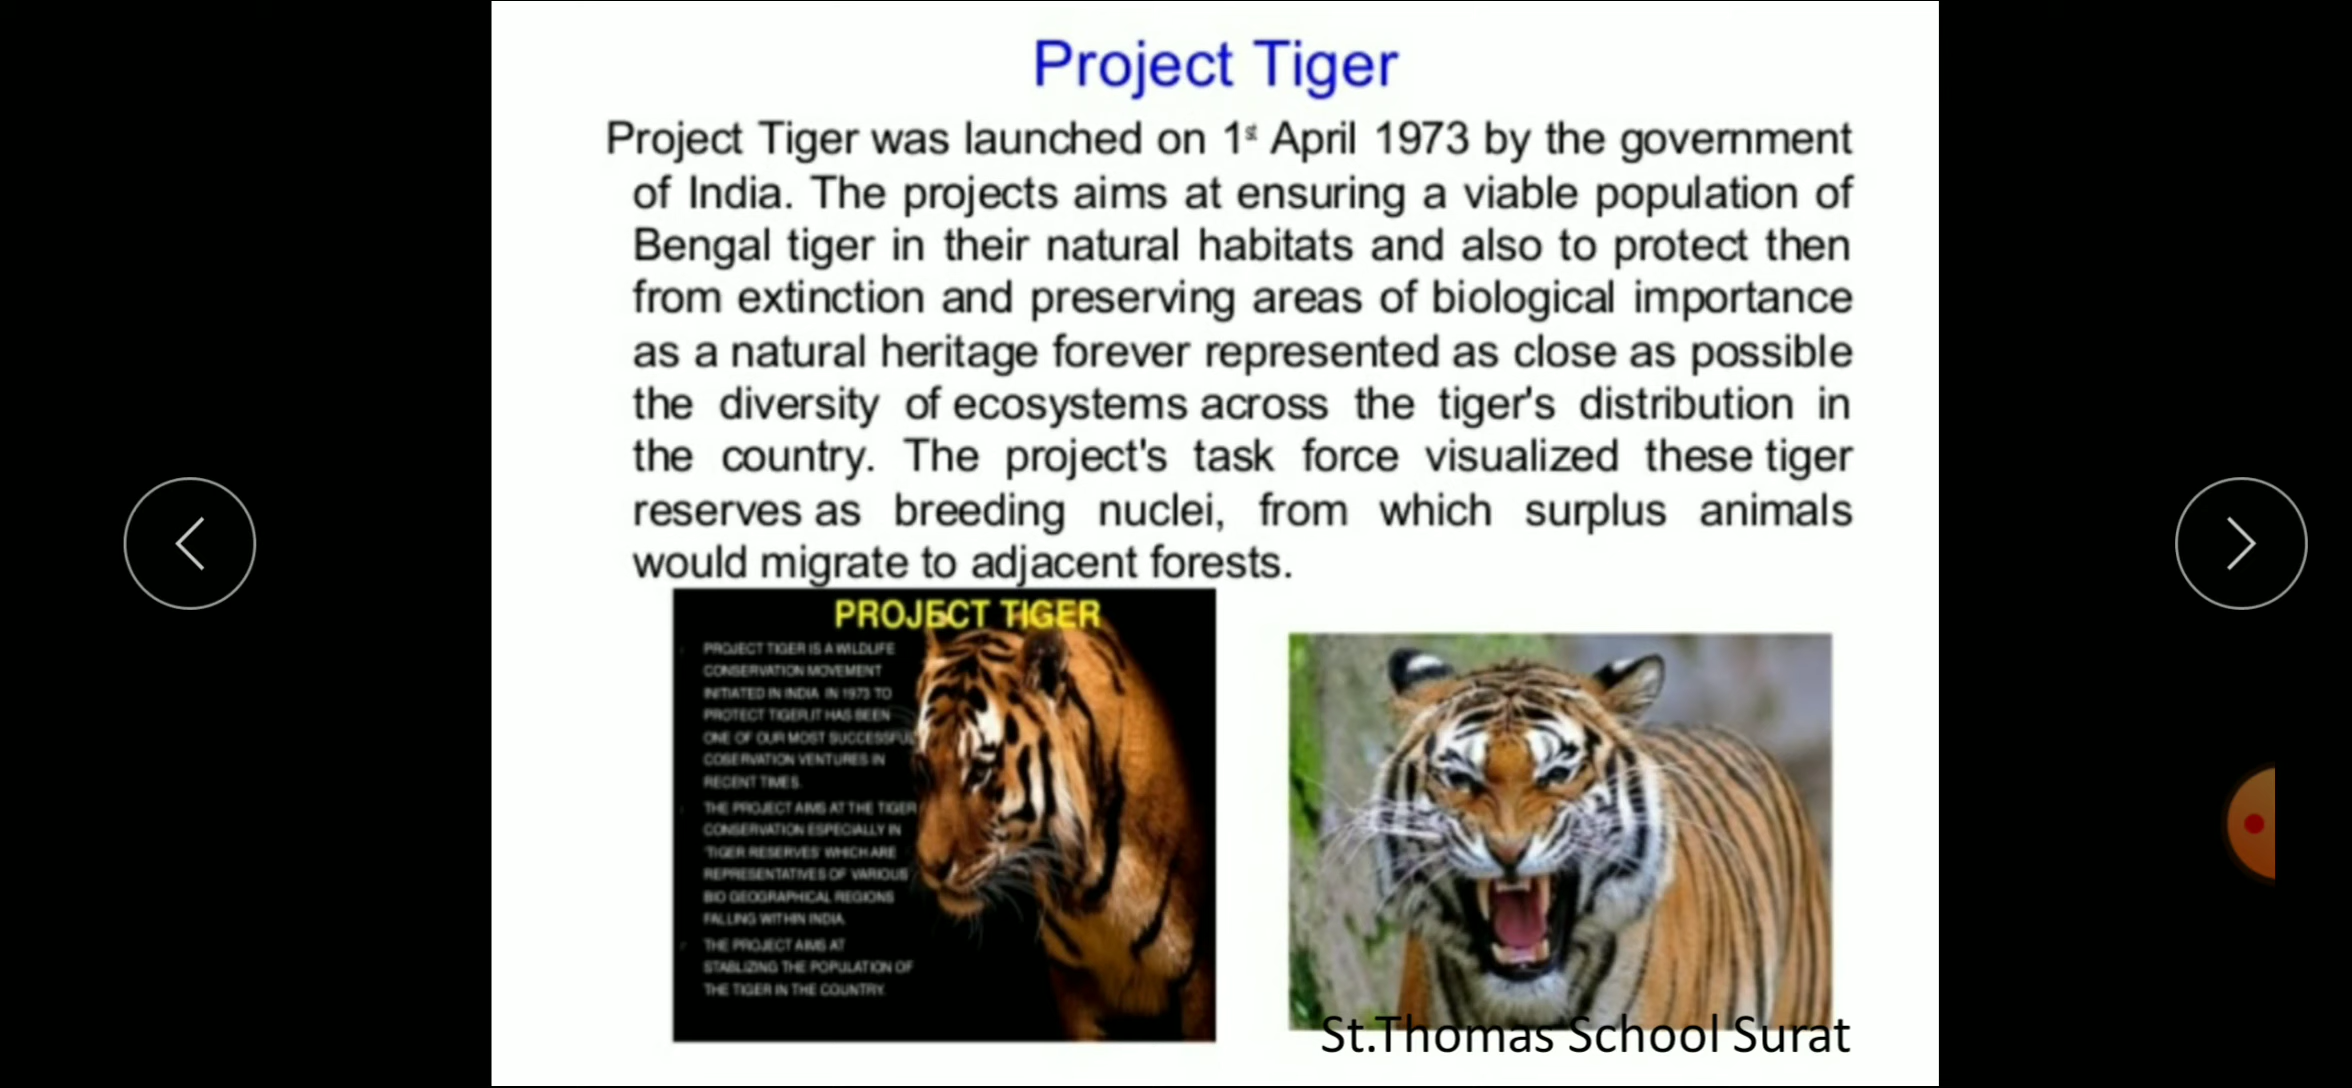 Project Tiger
Project Tiger was launched on 1st April 1973 by the government
of India. The projects aims at ensuring a viable population of
Bengal tiger in their natural habitats and also to protect then
from extinction and preserving areas of biological importance
as a natural heritage forever represented as close as possible
the diversity of ecosystems across the tiger's distribution in
the country. The project's task force visualized these tiger
reserves as breeding nuclei, from which surplus animals
would migrate to adjacent forests.
PROJECT TIGER
PROJECT TIGER IS A WILDLIFE
CONSERVATION MOVEMENT
INITIATED IN INDIA IN 1973 TO
PROTECT TIGER.IT HAS BEEN
ONE OF OUR MOST SUCCESSFUL
COSERVATION VENTURES IN
RECENT TIMES.
THE PROJECT AIMS AT THE TIGER
CONSERVATION ESPECIALLY IN
'TIGER RESERVES' WHICH ARE
REPRESENTATIVES OF VARIOUS
BIO GEOGRAPHICAL REGIONS
FALLING WITHIN INDIA.
THE PROJECT AIMS AT
STABLIZING THE POPULATION OF
THE TIGER IN THE COUNTRY.
St.Thomas School Surat